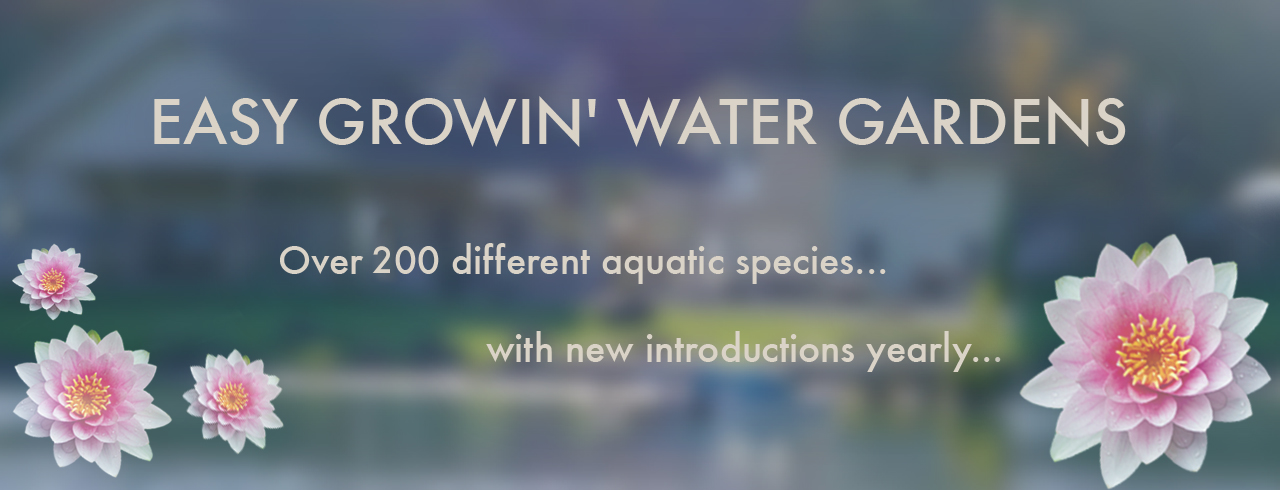 EASY GROWIN' WATER GARDENS
Over 200 different aquatic species...
with new introductions yearly...